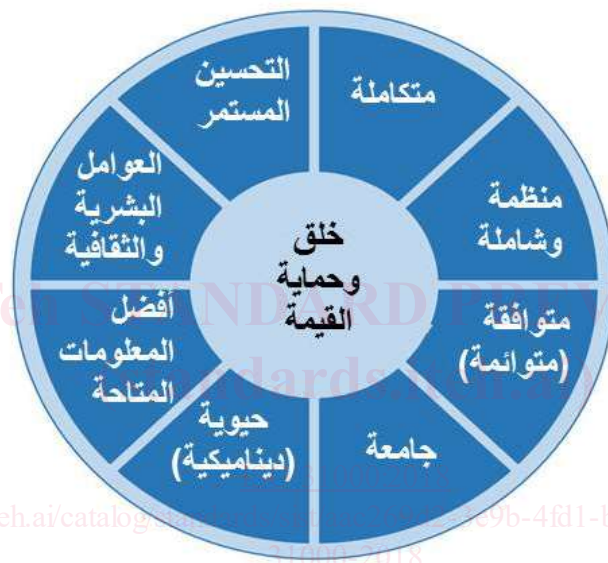 متكاملة
منظمة
وشاملة
متوافقة
(متوائمة)
جامعة
حيوية
(ديناميكية)
أفضل
المعلومات
المتاحة
العوامل
البشرية
والثقافية
التحسين
المستمر
خلق
وحماية
القيمة